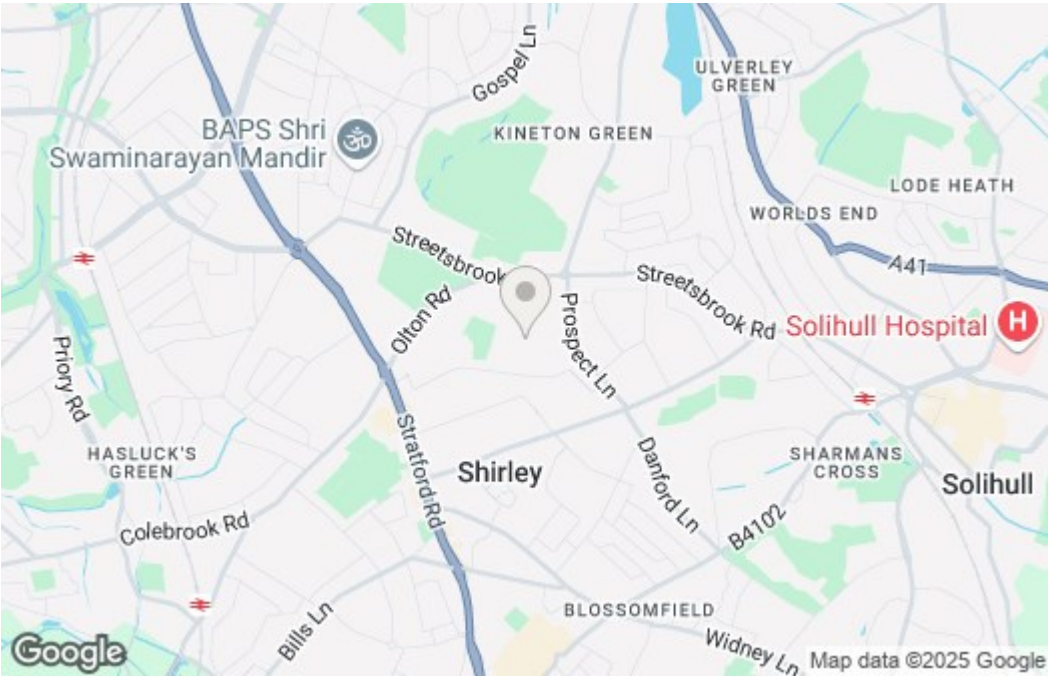 Gospel Ln
ULVERLEY
GREEN
BAPS Shri
Swaminarayan Mandir
KINETON GREEN
LODE HEATH
WORLDS END
Streetsbrook
A41
Streetsbrook Rd
Olton Rd
Prospect Ln
Solihull Hospital
H
Priory Rd
Stratford Rd
HASLUCK'S
GREEN
Shirley
Danford Ln
SHARMANS
CROSS
Solihull
Colebrook Rd
B4102
Bills Ln
BLOSSOMFIELD
Widney Ln
Google
Map data ©2025 Google